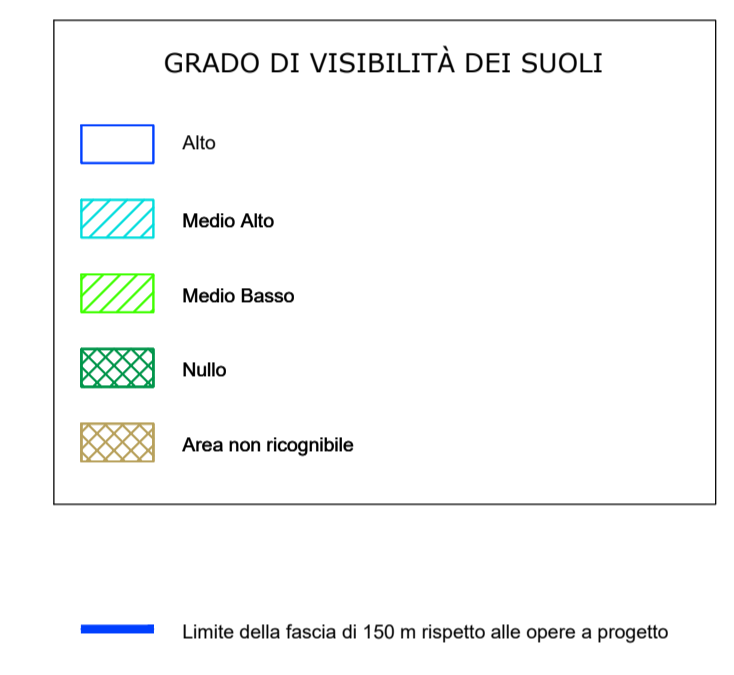 GRADO DI VISIBILITÀ DEI SUOLI
Alto
Medio Alto
Medio Basso
Nullo
Area non ricognibile
Limite della fascia di 150 m rispetto alle opere a progetto